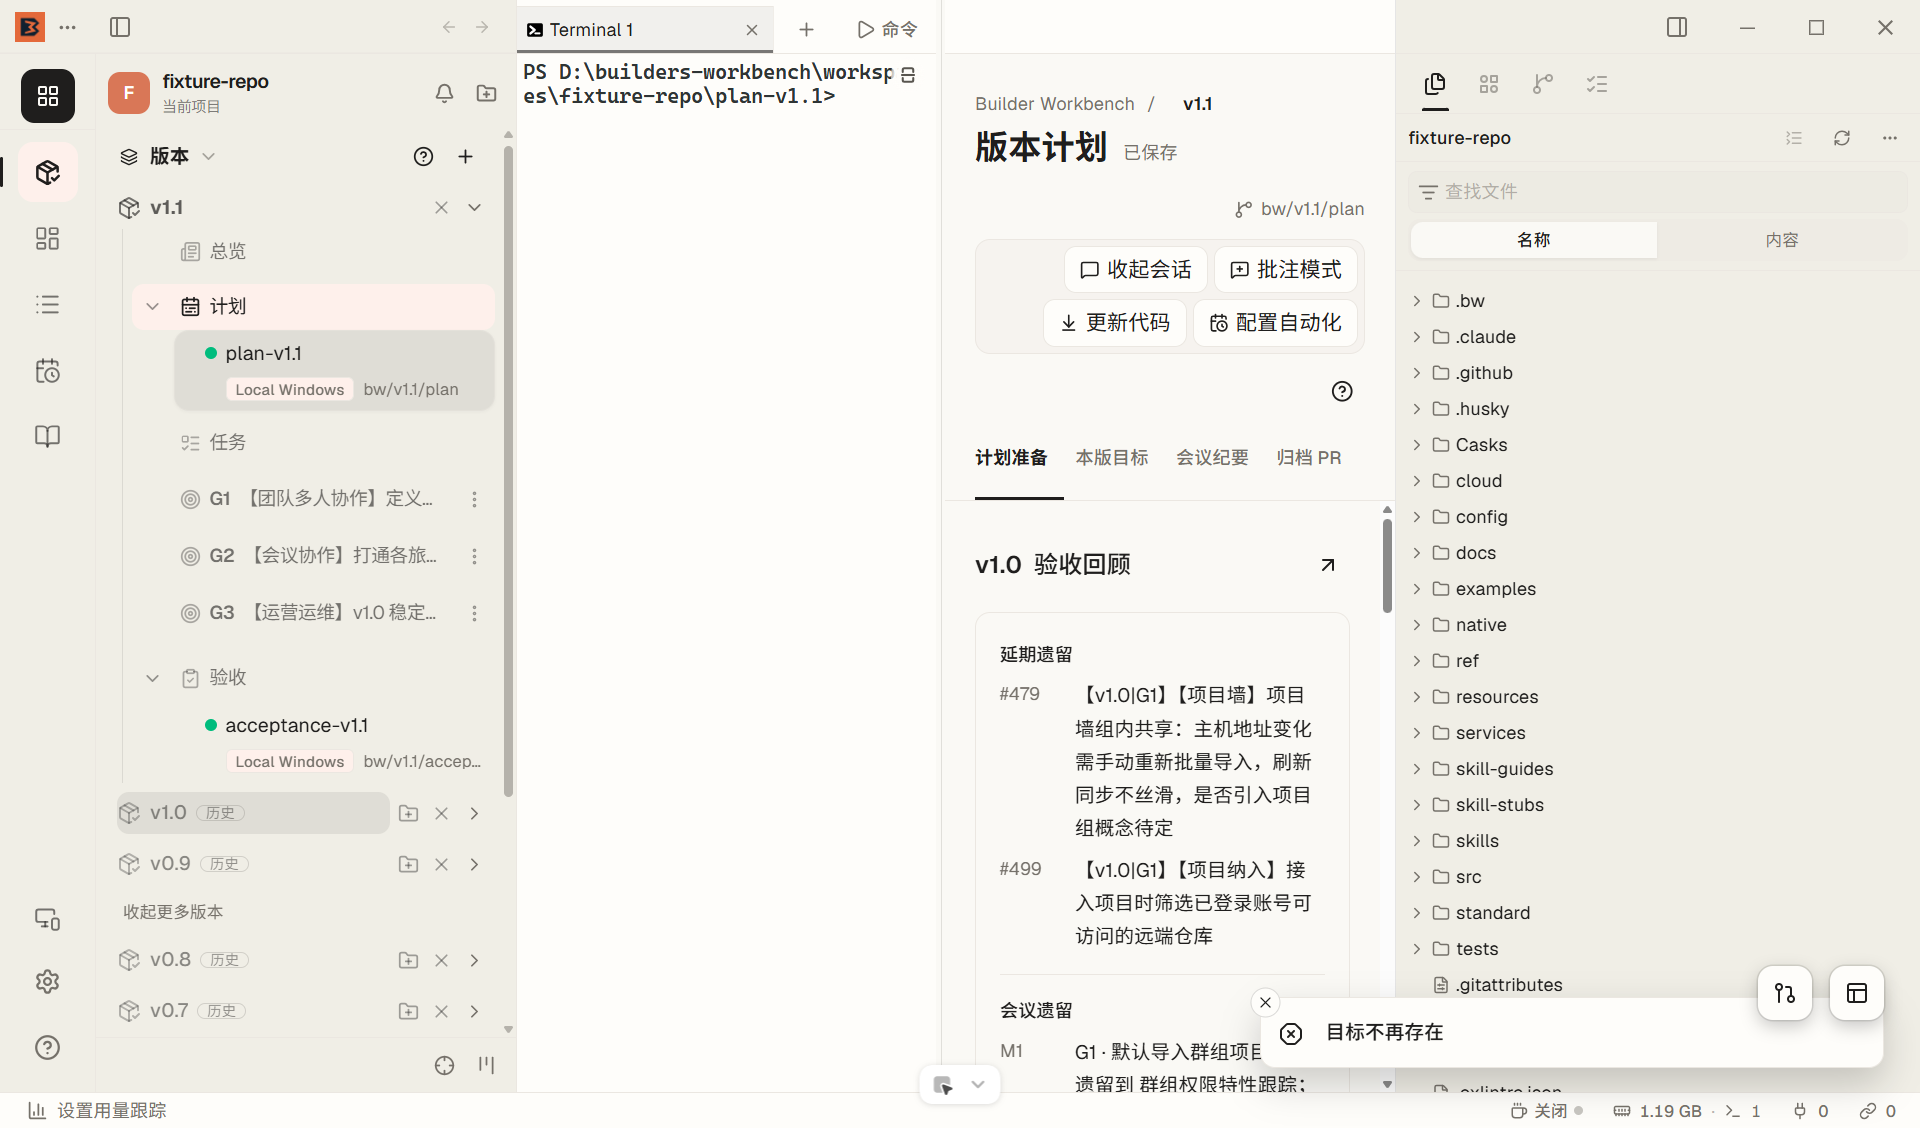 fixture-repo
当前项目
F
版本
v1.1
总览
计划
plan-v1.1
Local Windows bw/v1.1/plan
任务
G1 【团队多人协作】定义...
G2 【会议协作】打通各旅...
G3 【运营运维】v1.0 稳定...
验收
acceptance-v1.1
Local Windows bw/v1.1/accep...
v1.0 历史
v0.9 历史
收起更多版本
v0.8 历史
v0.7 历史
设置用量跟踪
Terminal 1
命令
PS D:\builders-workbench\worksp
es\fixture-repo\plan-v1.1>
Builder Workbench / v1.1
版本计划 已保存
bw/v1.1/plan
收起会话 批注模式
更新代码 配置自动化
计划准备 本版目标 会议纪要 归档 PR
v1.0 验收回顾
延期遗留
#479 【v1.0|G1】【项目墙】项目
墙组内共享：主机地址变化
需手动重新批量导入，刷新
同步不丝滑，是否引入项目
组概念待定
#499 【v1.0|G1】【项目纳入】接
入项目时筛选已登录账号可
访问的远端仓库
会议遗留
M1 G1 · 默认导入群组项目
遗留到 群组权限特性跟踪；
fixture-repo
查找文件
名称 内容
.bw
.claude
.github
.husky
Casks
cloud
config
docs
examples
native
ref
resources
services
skill-guides
skill-stubs
skills
src
standard
tests
.gitattributes
目标不再存在
关闭 1.19 GB · 1 0 0